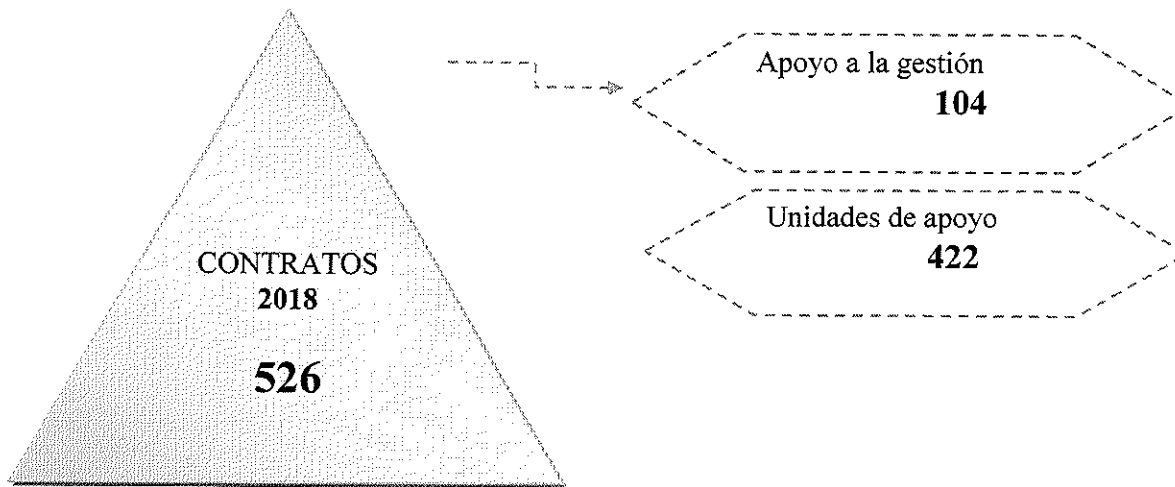 Apoyo a la gestión
104
Unidades de apoyo
422
CONTRATOS
2018
526